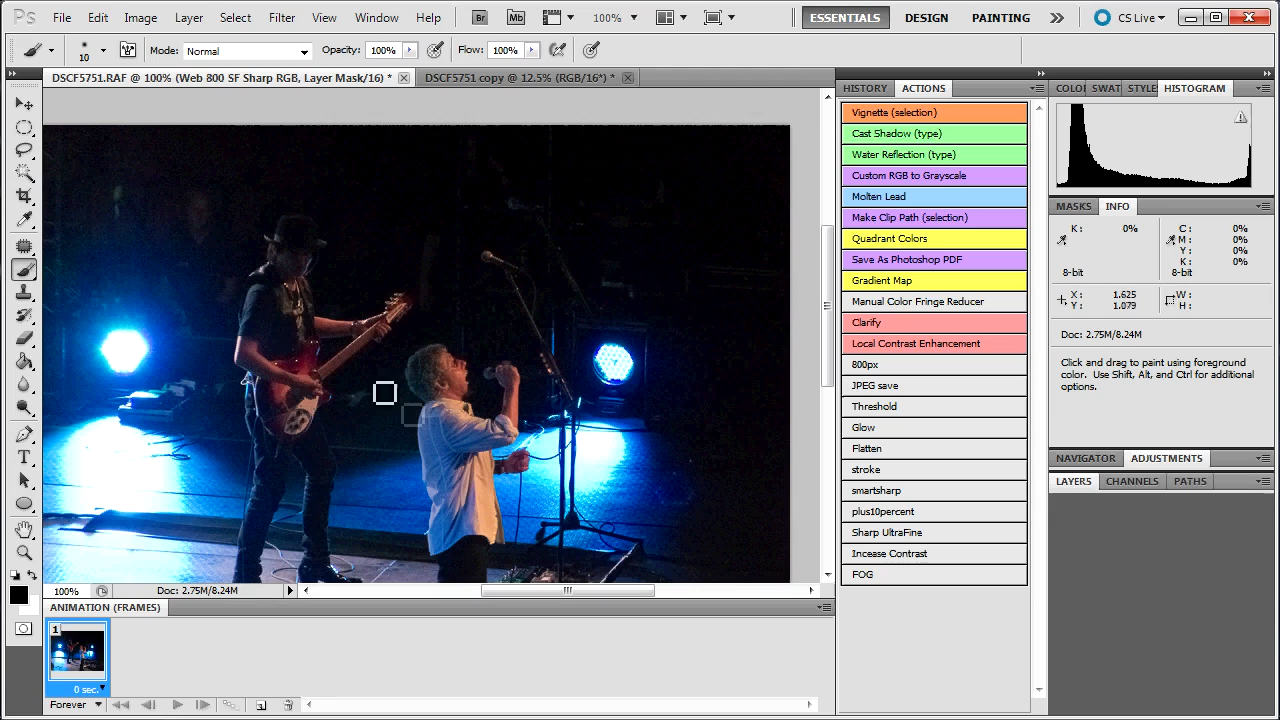 Ps File Edit Image Layer Select Filter View Window Help Br Mb 100% ESSENTIALS DESIGN PAINTING CS Live
10 Mode: Normal Opacity: 100% Flow: 100%
DSCF5751.RAF @ 100% (Web 800 SF Sharp RGB, Layer Mask/16) * DSCF5751 copy @ 12.5% (RGB/16*) *
HISTORY ACTIONS
Vignette (selection)
Cast Shadow (type)
Water Reflection (type)
Custom RGB to Grayscale
Molten Lead
Make Clip Path (selection)
Quadrant Colors
Save As Photoshop PDF
Gradient Map
Manual Color Fringe Reducer
Clarify
Local Contrast Enhancement
800px
JPEG save
Threshold
Glow
Flatten
stroke
smartsharp
plus10percent
Sharp UltraFine
Incease Contrast
FOG
COLO SWAT STYLE HISTOGRAM
MASKS INFO
K: 0% C: 0%
M: 0%
Y: 0%
K: 0%
8-bit 8-bit
X: 1.625 W:
Y: 1.079 H:
Doc: 2.75M/8.24M
Click and drag to paint using foreground
color. Use Shift, Alt, and Ctrl for additional
options.
NAVIGATOR ADJUSTMENTS
LAYERS CHANNELS PATHS
T
100% Doc: 2.75M/8.24M
ANIMATION (FRAMES)
1
0 sec.
Forever